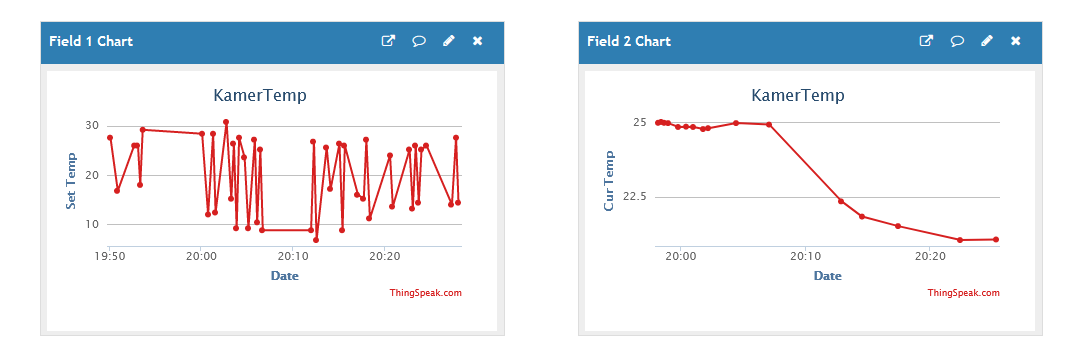 Field 1 Chart
KamerTemp
Set Temp
30
20
10
19:50 20:00 20:10 20:20
Date
ThingSpeak.com
Field 2 Chart
KamerTemp
Cur Temp
25
22.5
20:00 20:10 20:20
Date
ThingSpeak.com